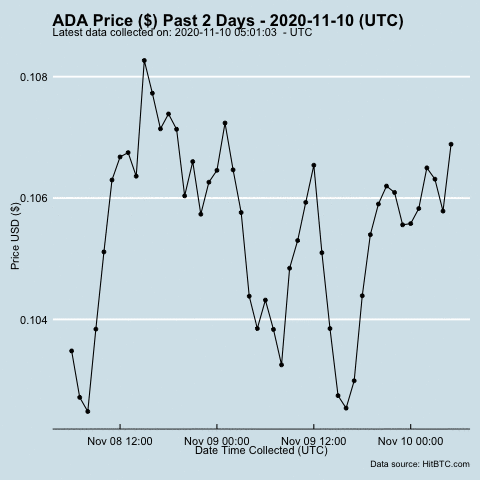 ADA Price ($) Past 2 Days - 2020-11-10 (UTC)
Latest data collected on: 2020-11-10 05:01:03  - UTC
0.108
0.106
0.104
Price USD ($)
Nov 08 12:00
Nov 09 00:00
Nov 09 12:00
Nov 10 00:00
Date Time Collected (UTC)
Data source: HitBTC.com